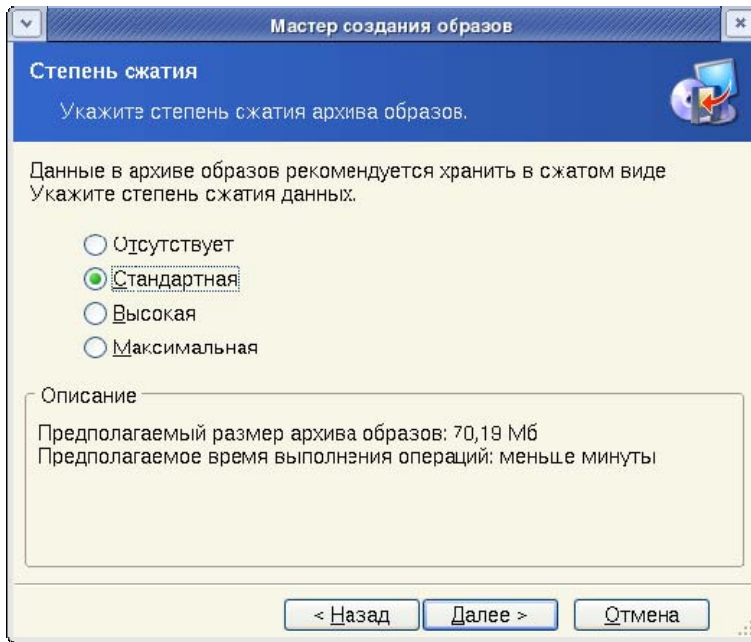 Мастер создания образов
Степень сжатия
Укажите степень сжатия архива образов.
Данные в архиве образов рекомендуется хранить в сжатом виде
Укажите степень сжатия данных.
Отсутствует
Стандартная
Высокая
Максимальная
Описание
Предполагаемый размер архива образов: 70,19 Мб
Предполагаемое время выполнения операций: меньше минуты
< Назад
Далее >
Отмена